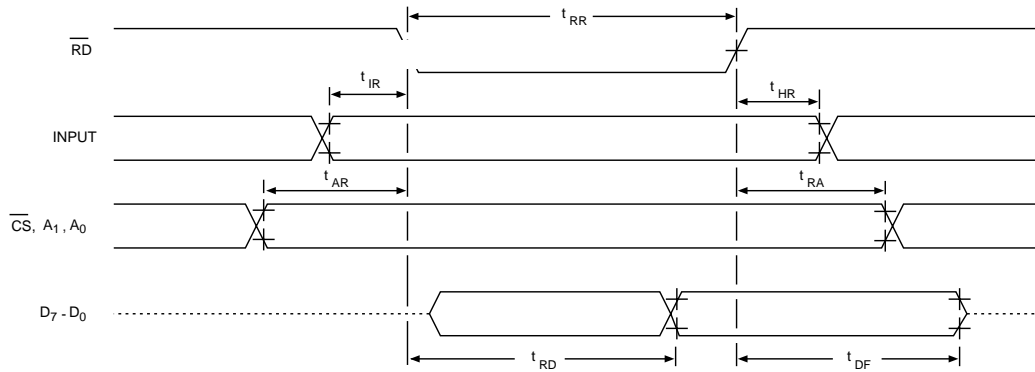 t RR
RD
t IR
t HR
INPUT
t AR
t RA
CS, A1, A0
D7 - D0
t RD
t DF